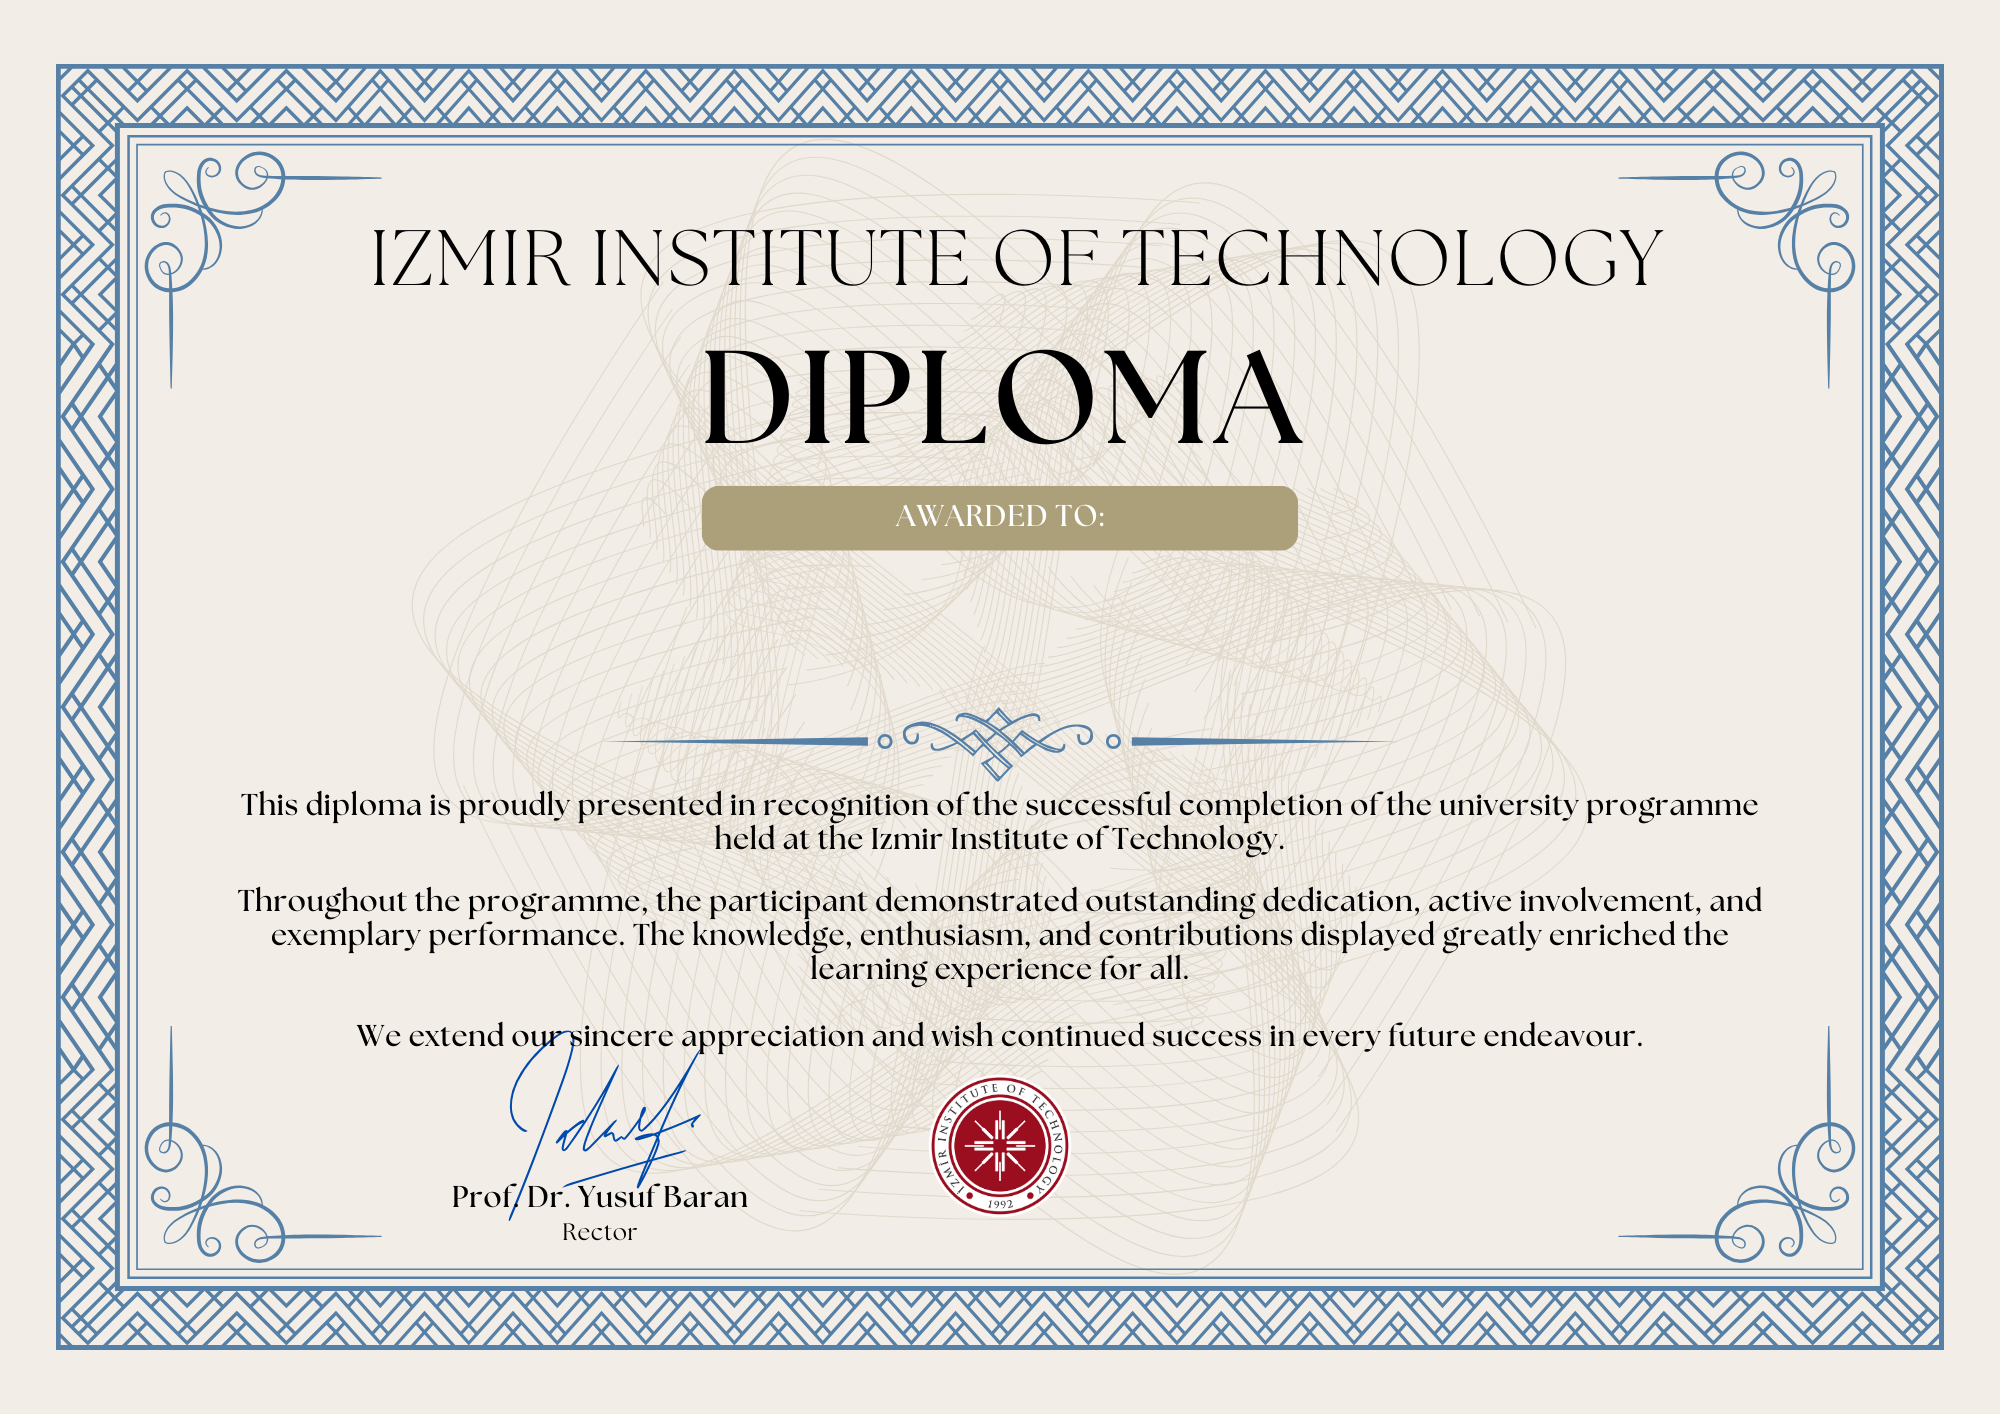 IZMIR INSTITUTE OF TECHNOLOGY
DIPLOMA
AWARDED TO:
This diploma is proudly presented in recognition of the successful completion of the university programme
held at the Izmir Institute of Technology.
Throughout the programme, the participant demonstrated outstanding dedication, active involvement, and
exemplary performance. The knowledge, enthusiasm, and contributions displayed greatly enriched the
learning experience for all.
We extend our sincere appreciation and wish continued success in every future endeavour.
Prof. Dr. Yusuf Baran
Rector
İZMİR INSTITUTE OF TECHNOLOGY
1992